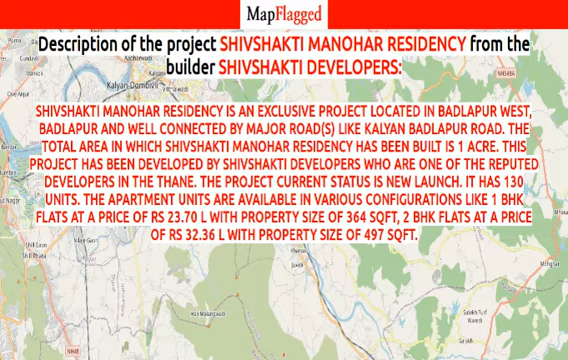 MapFlagged
Description of the project SHIVSHAKTI MANOHAR RESIDENCY from the
builder SHIVSHAKTI DEVELOPERS:
Kalyan Dombivli
SHIVSHAKTI MANOHAR RESIDENCY IS AN EXCLUSIVE PROJECT LOCATED IN BADLAPUR WEST,
BADLAPUR AND WELL CONNECTED BY MAJOR ROAD(S) LIKE KALYAN BADLAPUR ROAD. THE
TOTAL AREA IN WHICH SHIVSHAKTI MANOHAR RESIDENCY HAS BEEN BUILT IS 1 ACRE. THIS
PROJECT HAS BEEN DEVELOPED BY SHIVSHAKTI DEVELOPERS WHO ARE ONE OF THE REPUTED
DEVELOPERS IN THE THANE. THE PROJECT CURRENT STATUS IS NEW LAUNCH. IT HAS 130
UNITS. THE APARTMENT UNITS ARE AVAILABLE IN VARIOUS CONFIGURATIONS LIKE 1 BHK
FLATS AT A PRICE OF RS 23.70 L WITH PROPERTY SIZE OF 364 SQFT, 2 BHK FLATS AT A PRICE
OF RS 32.36 L WITH PROPERTY SIZE OF 497 SQFT.